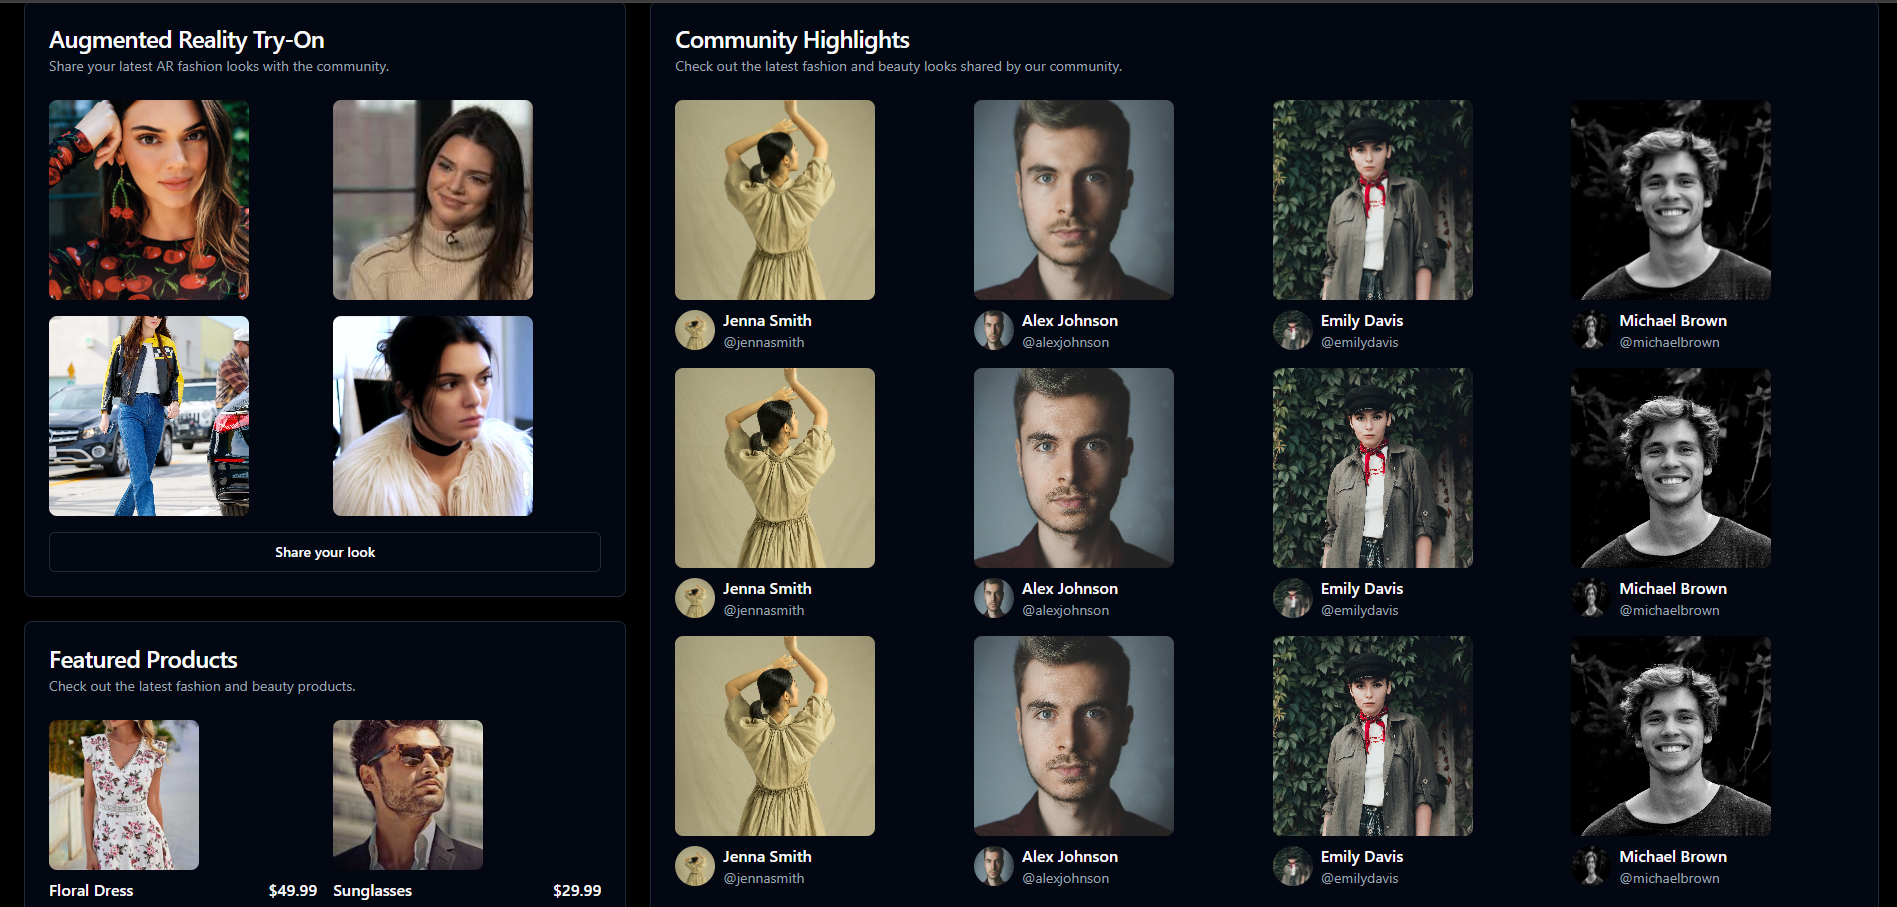 Augmented Reality Try-On
Share your latest AR fashion looks with the community.
Share your look
Featured Products
Check out the latest fashion and beauty products.
Floral Dress $49.99
Sunglasses $29.99
Community Highlights
Check out the latest fashion and beauty looks shared by our community.
Jenna Smith
@jennasmith
Alex Johnson
@alexjohnson
Emily Davis
@emilydavis
Michael Brown
@michaelbrown
Jenna Smith
@jennasmith
Alex Johnson
@alexjohnson
Emily Davis
@emilydavis
Michael Brown
@michaelbrown
Jenna Smith
@jennasmith
Alex Johnson
@alexjohnson
Emily Davis
@emilydavis
Michael Brown
@michaelbrown